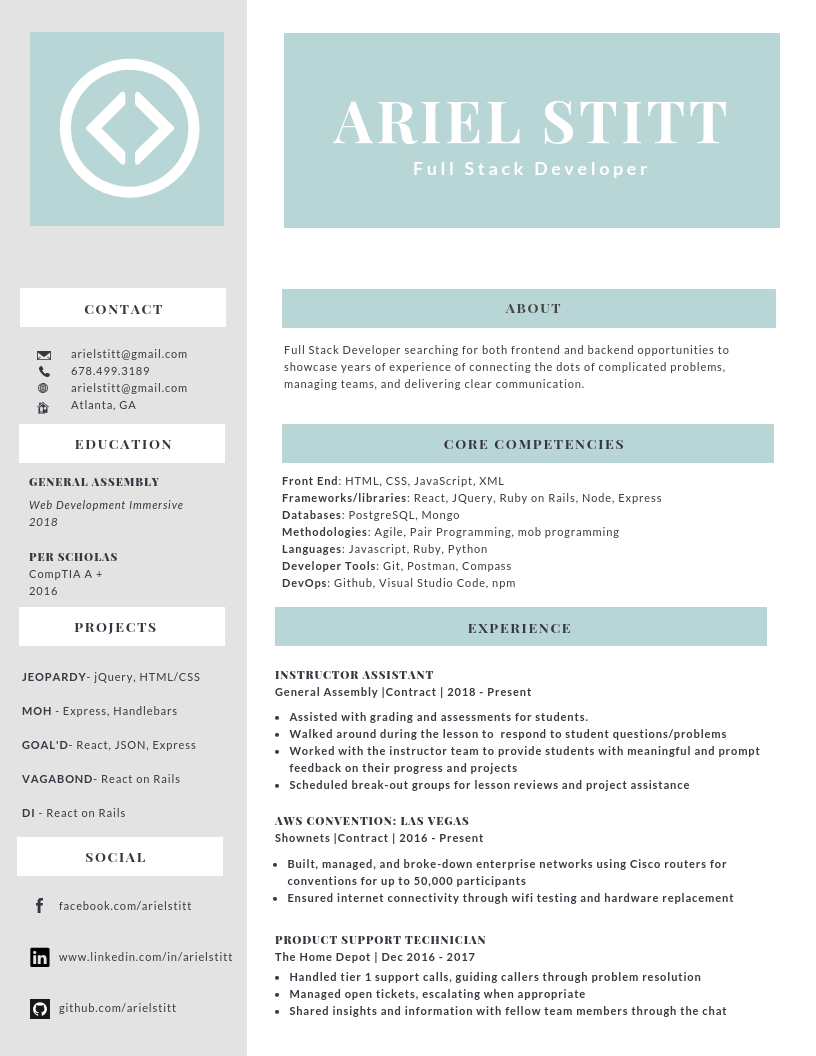 ARIEL STITT
Full Stack Developer
CONTACT
arielstitt@gmail.com
678.499.3189
arielstitt@gmail.com
Atlanta, GA
EDUCATION
GENERAL ASSEMBLY
Web Development Immersive
2018
PER SCHOLAS
CompTIA A +
2016
PROJECTS
JEOPARDY- jQuery, HTML/CSS
MOH - Express, Handlebars
GOAL'D- React, JSON, Express
VAGABOND- React on Rails
DI - React on Rails
SOCIAL
facebook.com/arielstitt
www.linkedin.com/in/arielstitt
github.com/arielstitt
ABOUT
Full Stack Developer searching for both frontend and backend opportunities to
showcase years of experience of connecting the dots of complicated problems,
managing teams, and delivering clear communication.
CORE COMPETENCIES
Front End: HTML, CSS, JavaScript, XML
Frameworks/libraries: React, JQuery, Ruby on Rails, Node, Express
Databases: PostgreSQL, Mongo
Methodologies: Agile, Pair Programming, mob programming
Languages: Javascript, Ruby, Python
Developer Tools: Git, Postman, Compass
DevOps: Github, Visual Studio Code, npm
EXPERIENCE
INSTRUCTOR ASSISTANT
General Assembly |Contract | 2018 - Present
• Assisted with grading and assessments for students.
• Walked around during the lesson to  respond to student questions/problems
• Worked with the instructor team to provide students with meaningful and prompt
feedback on their progress and projects
• Scheduled break-out groups for lesson reviews and project assistance
AWS CONVENTION: LAS VEGAS
Shownets |Contract | 2016 - Present
• Built, managed, and broke-down enterprise networks using Cisco routers for
conventions for up to 50,000 participants
• Ensured internet connectivity through wifi testing and hardware replacement
PRODUCT SUPPORT TECHNICIAN
The Home Depot | Dec 2016 - 2017
• Handled tier 1 support calls, guiding callers through problem resolution
• Managed open tickets, escalating when appropriate
• Shared insights and information with fellow team members through the chat